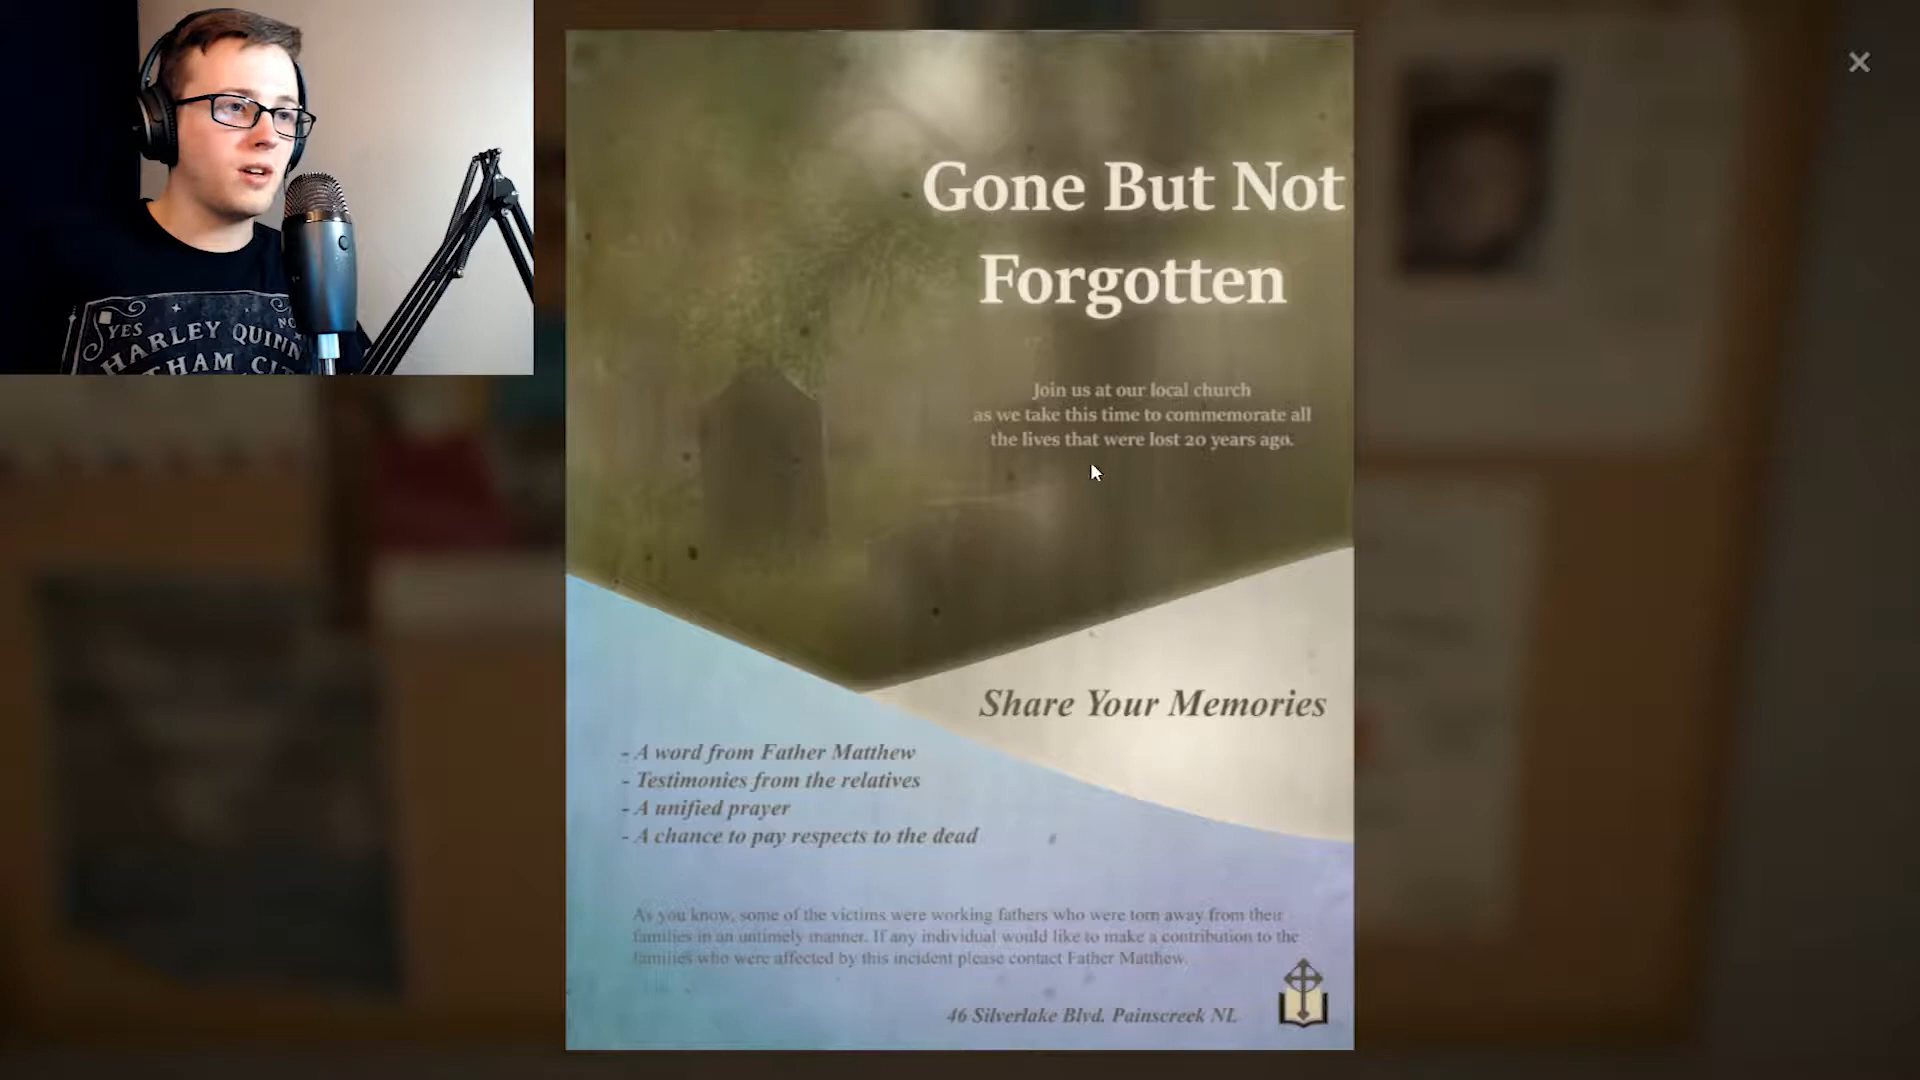 YES
NO
HARLEY QUINN
THAM CIT
Gone But Not
Forgotten
Join us at our local church
as we take this time to commemorate all
the lives that were lost 20 years ago.
Share Your Memories
- A word from Father Matthew
- Testimonies from the relatives
- A unified prayer
- A chance to pay respects to the dead
As you know, some of the victims were working fathers who were torn away from their
families in an untimely manner. If any individual would like to make a contribution to the
families who were affected by this incident please contact Father Matthew.
46 Silverlake Blvd. Painscreek NL